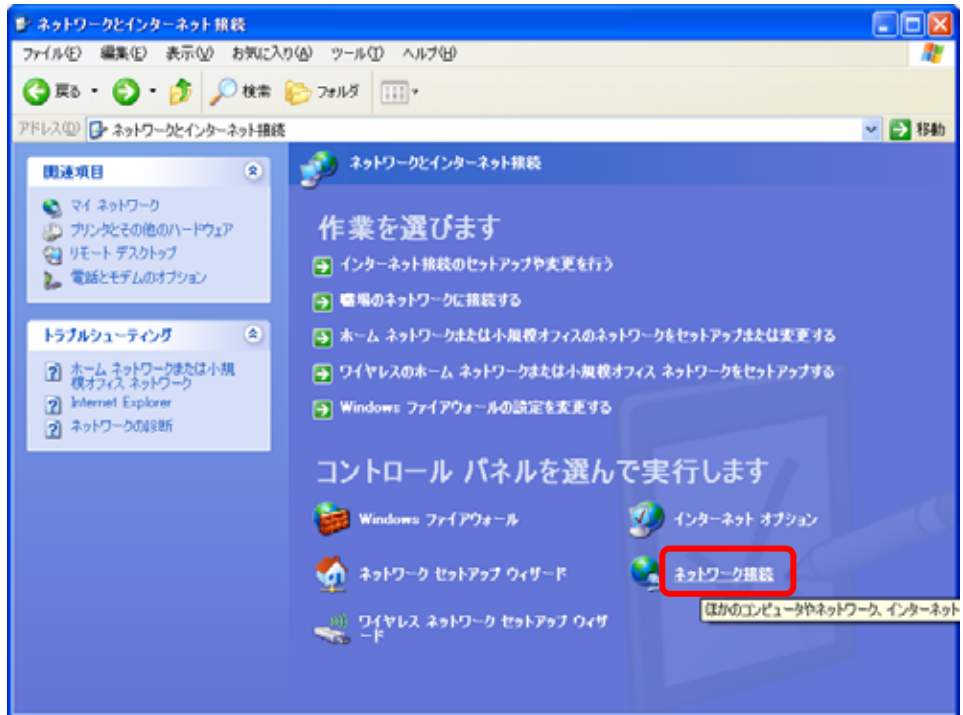 ネットワークとインターネット接続
ファイル(F) 編集(E) 表示(V) お気に入り(A) ツール(T) ヘルプ(H)
戻る 検索 フォルダ
アドレス(D) ネットワークとインターネット接続 移動
関連項目
マイ ネットワーク
プリンタとその他のハードウェア
リモート デスクトップ
電話とモデムのオプション
トラブルシューティング
ホーム ネットワークまたは小規
模オフィス ネットワーク
Internet Explorer
ネットワークの診断
ネットワークとインターネット接続
作業を選びます
インターネット接続のセットアップや変更を行う
職場のネットワークに接続する
ホーム ネットワークまたは小規模オフィスのネットワークをセットアップまたは変更する
ワイヤレスのホーム ネットワークまたは小規模オフィス ネットワークをセットアップする
Windows ファイアウォールの設定を変更する
コントロール パネルを選んで実行します
Windows ファイアウォール
インターネット オプション
ネットワーク セットアップ ウィザード
ネットワーク接続
ほかのコンピュータやネットワーク、インターネット
ワイヤレス ネットワーク セットアップ ウィザ
ード